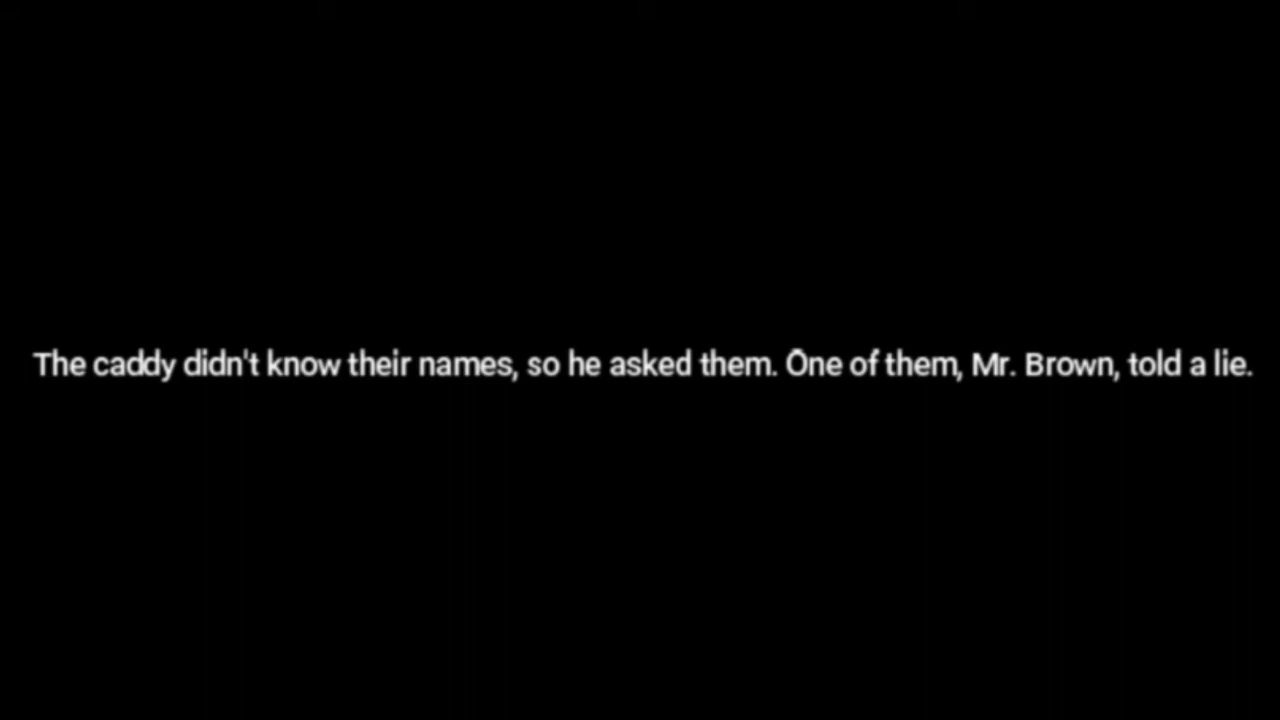 The caddy didn't know their names, so he asked them. One of them, Mr. Brown, told a lie.